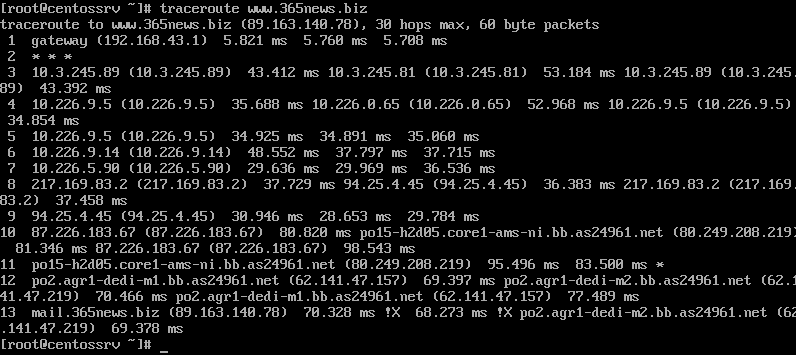 [root@centossrv ~]# traceroute www.365news.biz
traceroute to www.365news.biz (89.163.140.78), 30 hops max, 60 byte packets
 1  gateway (192.168.43.1)  5.821 ms  5.760 ms  5.708 ms
 2  * * *
 3  10.3.245.89 (10.3.245.89)  43.412 ms 10.3.245.81 (10.3.245.81)  53.184 ms 10.3.245.89 (10.3.245.
89)  43.392 ms
 4  10.226.9.5 (10.226.9.5)  35.688 ms 10.226.0.65 (10.226.0.65)  52.968 ms 10.226.9.5 (10.226.9.5)
 34.854 ms
 5  10.226.9.5 (10.226.9.5)  34.925 ms  34.891 ms  35.060 ms
 6  10.226.9.14 (10.226.9.14)  48.552 ms  37.797 ms  37.715 ms
 7  10.226.5.90 (10.226.5.90)  29.636 ms  29.969 ms  36.536 ms
 8  217.169.83.2 (217.169.83.2)  37.729 ms 94.25.4.45 (94.25.4.45)  36.383 ms 217.169.83.2 (217.169.
83.2)  37.458 ms
 9  94.25.4.45 (94.25.4.45)  30.946 ms  28.653 ms  29.784 ms
10  87.226.183.67 (87.226.183.67)  80.820 ms po15-h2d05.core1-ams-ni.bb.as24961.net (80.249.208.219)
  81.346 ms 87.226.183.67 (87.226.183.67)  98.543 ms
11  po15-h2d05.core1-ams-ni.bb.as24961.net (80.249.208.219)  95.496 ms  83.500 ms *
12  po2.agr1-dedi-m1.bb.as24961.net (62.141.47.157)  69.397 ms po2.agr1-dedi-m2.bb.as24961.net (62.1
41.47.219)  70.466 ms po2.agr1-dedi-m1.bb.as24961.net (62.141.47.157)  77.489 ms
13  mail.365news.biz (89.163.140.78)  70.328 ms !X  68.273 ms !X po2.agr1-dedi-m2.bb.as24961.net (62
.141.47.219)  69.378 ms
[root@centossrv ~]# _